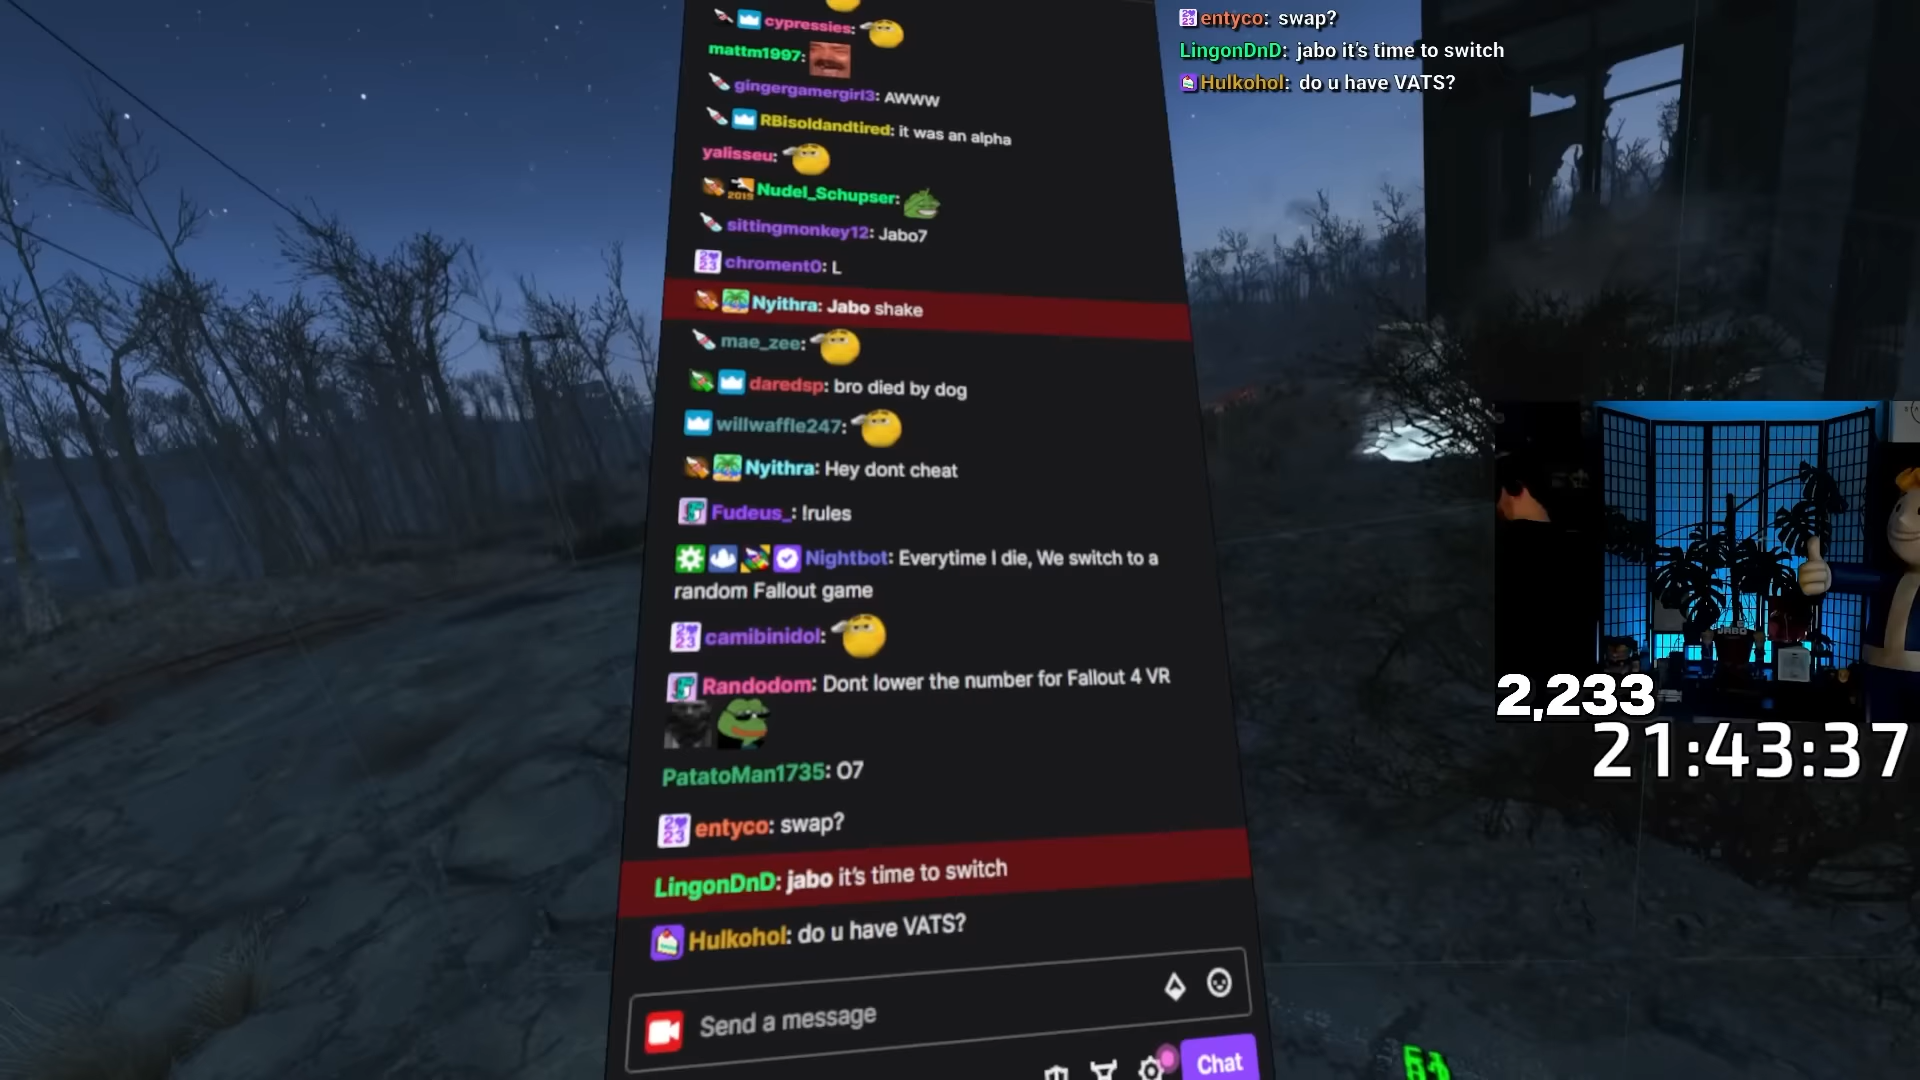 cypressies:
mattm1997:
gingergamergirl3: AWWW
RBisoldandtired: it was an alpha
yalisseu:
2019 Nudel_Schupser:
sittingmonkey12: Jabo7
chroment0: L
Nyithra: Jabo shake
mae_zee:
daredsp: bro died by dog
willwaffle247:
Nyithra: Hey dont cheat
Fudeus_: !rules
Nightbot: Everytime I die, We switch to a
random Fallout game
camibinidol:
Randodom: Dont lower the number for Fallout 4 VR
PatatoMan1735: O7
entyco: swap?
LingonDnD: jabo it's time to switch
Hulkohol: do u have VATS?
Send a message
Chat
entyco: swap?
LingonDnD: jabo it's time to switch
Hulkohol: do u have VATS?
JABO
2,233
21:43:37